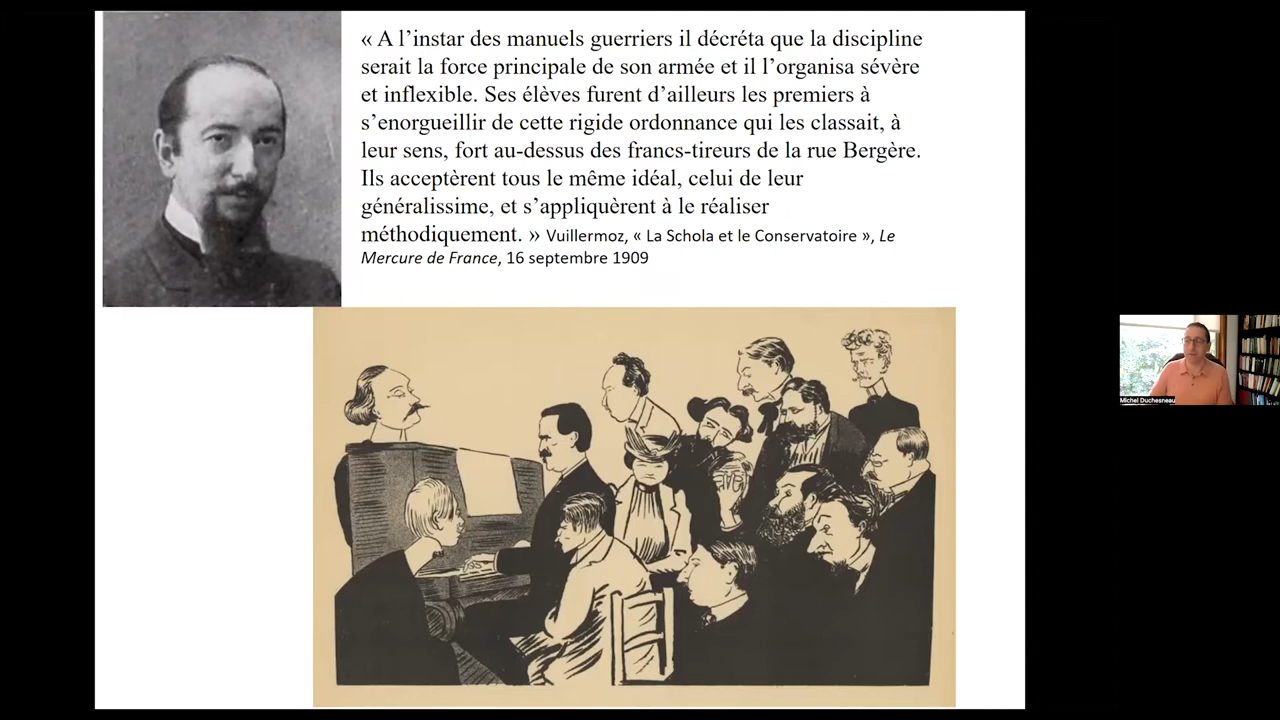 « A l’instar des manuels guerriers il décréta que la discipline
serait la force principale de son armée et il l’organisa sévère
et inflexible. Ses élèves furent d’ailleurs les premiers à
s’enorgueillir de cette rigide ordonnance qui les classait, à
leur sens, fort au-dessus des francs-tireurs de la rue Bergère.
Ils acceptèrent tous le même idéal, celui de leur
généralissime, et s’appliquèrent à le réaliser
méthodiquement. » Vuillermoz, « La Schola et le Conservatoire », Le
Mercure de France, 16 septembre 1909
Michel Duchesneau